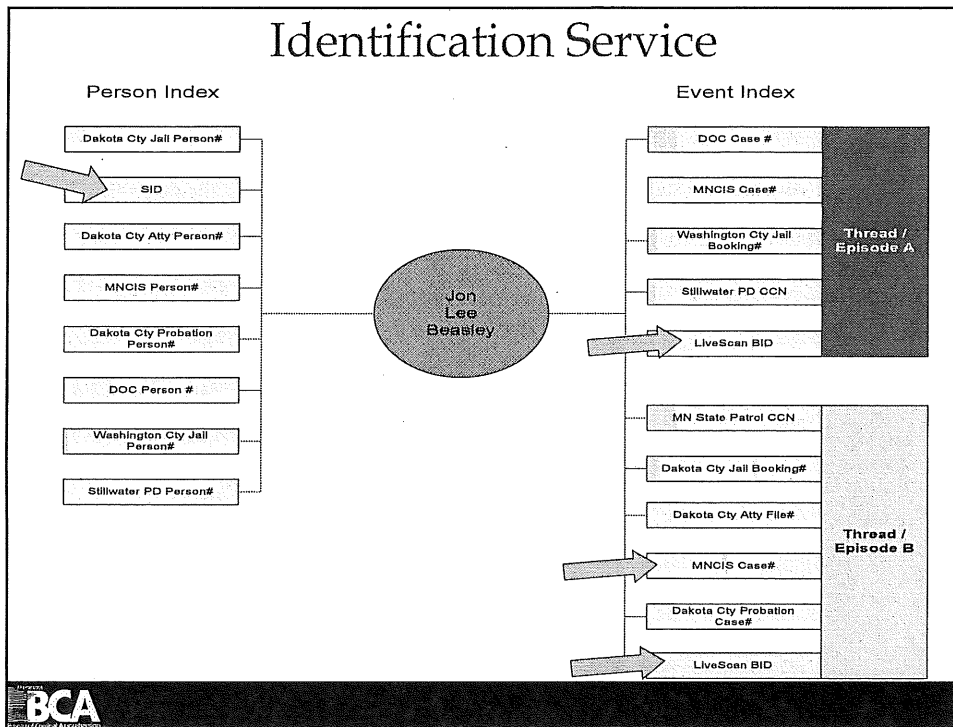 Identification Service
Person Index
Dakota Cty Jail Person#
SID
Dakota Cty Atty Person#
MNCIS Person#
Dakota Cty Probation
Person#
DOC Person #
Washington Cty Jail
Person#
Stillwater PD Person#
Jon
Lee
Beasley
Event Index
DOC Case #
MNCIS Case#
Washington Cty Jail
Booking#
Stillwater PD CCN
LiveScan BID
Thread /
Episode A
MN State Patrol CCN
Dakota Cty Jail Booking#
Dakota Cty Atty File#
MNCIS Case#
Dakota Cty Probation
Case#
LiveScan BID
Thread /
Episode B
BCA